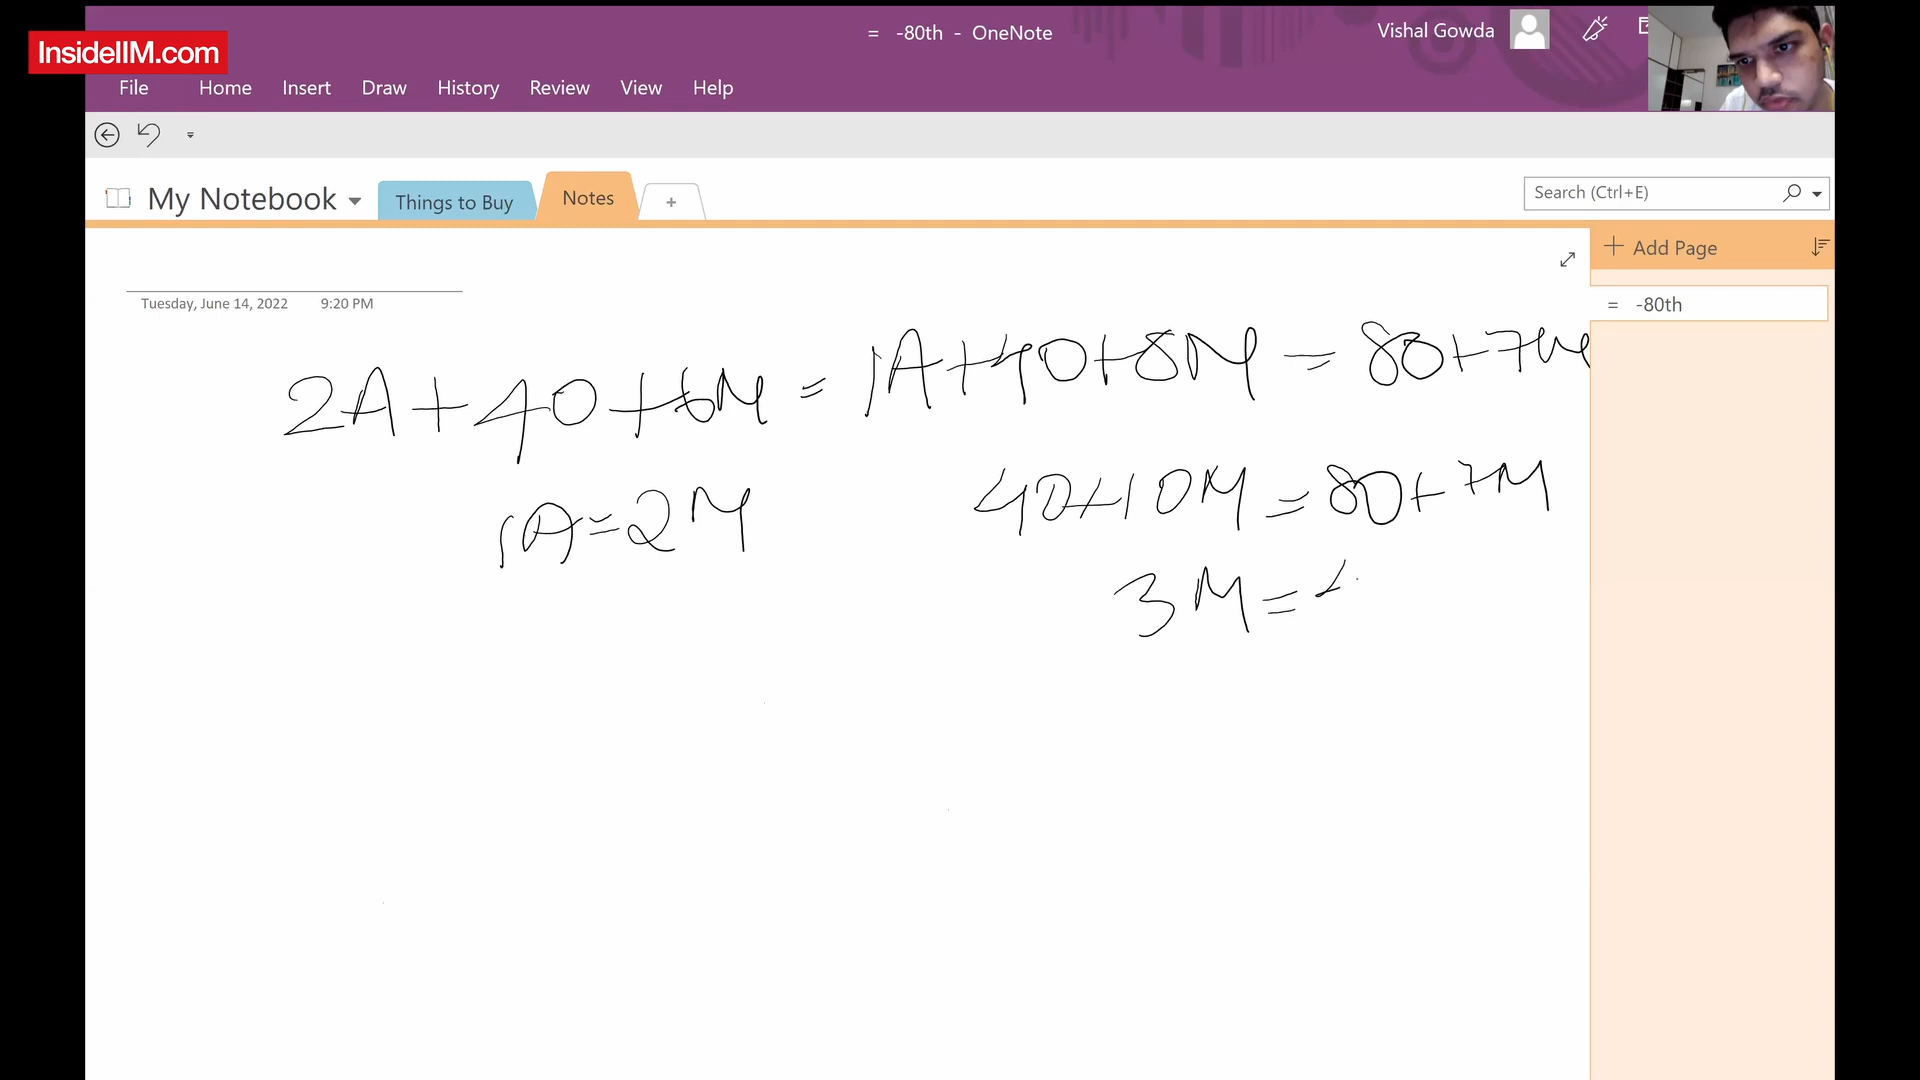 InsideIIM.com
= -80th - OneNote
Vishal Gowda
File Home Insert Draw History Review View Help
My Notebook
Things to Buy
Notes
+
Search (Ctrl+E)
+ Add Page
= -80th
Tuesday, June 14, 2022 9:20 PM
2A+40+6M = 1A+40+8M = 80+7M
1A=2M
40+10M = 80+7M
3M =